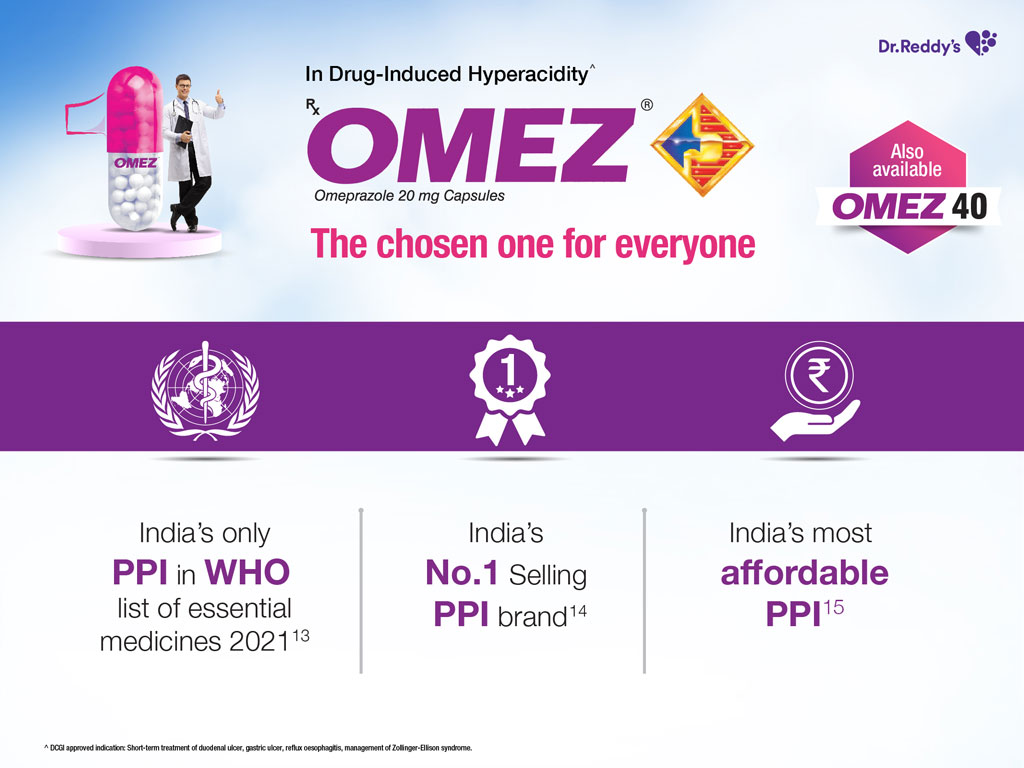 Dr.Reddy's
In Drug-Induced Hyperacidity^
Rx
OMEZ®
Omeprazole 20 mg Capsules
The chosen one for everyone
OMEZ
Also
available
OMEZ 40
1
₹
India's only
PPI in WHO
list of essential
medicines 2021¹³
India's
No.1 Selling
PPI brand¹⁴
India's most
affordable
PPI¹⁵
^ DCGI approved indication: Short-term treatment of duodenal ulcer, gastric ulcer, reflux oesophagitis, management of Zollinger-Ellison syndrome.